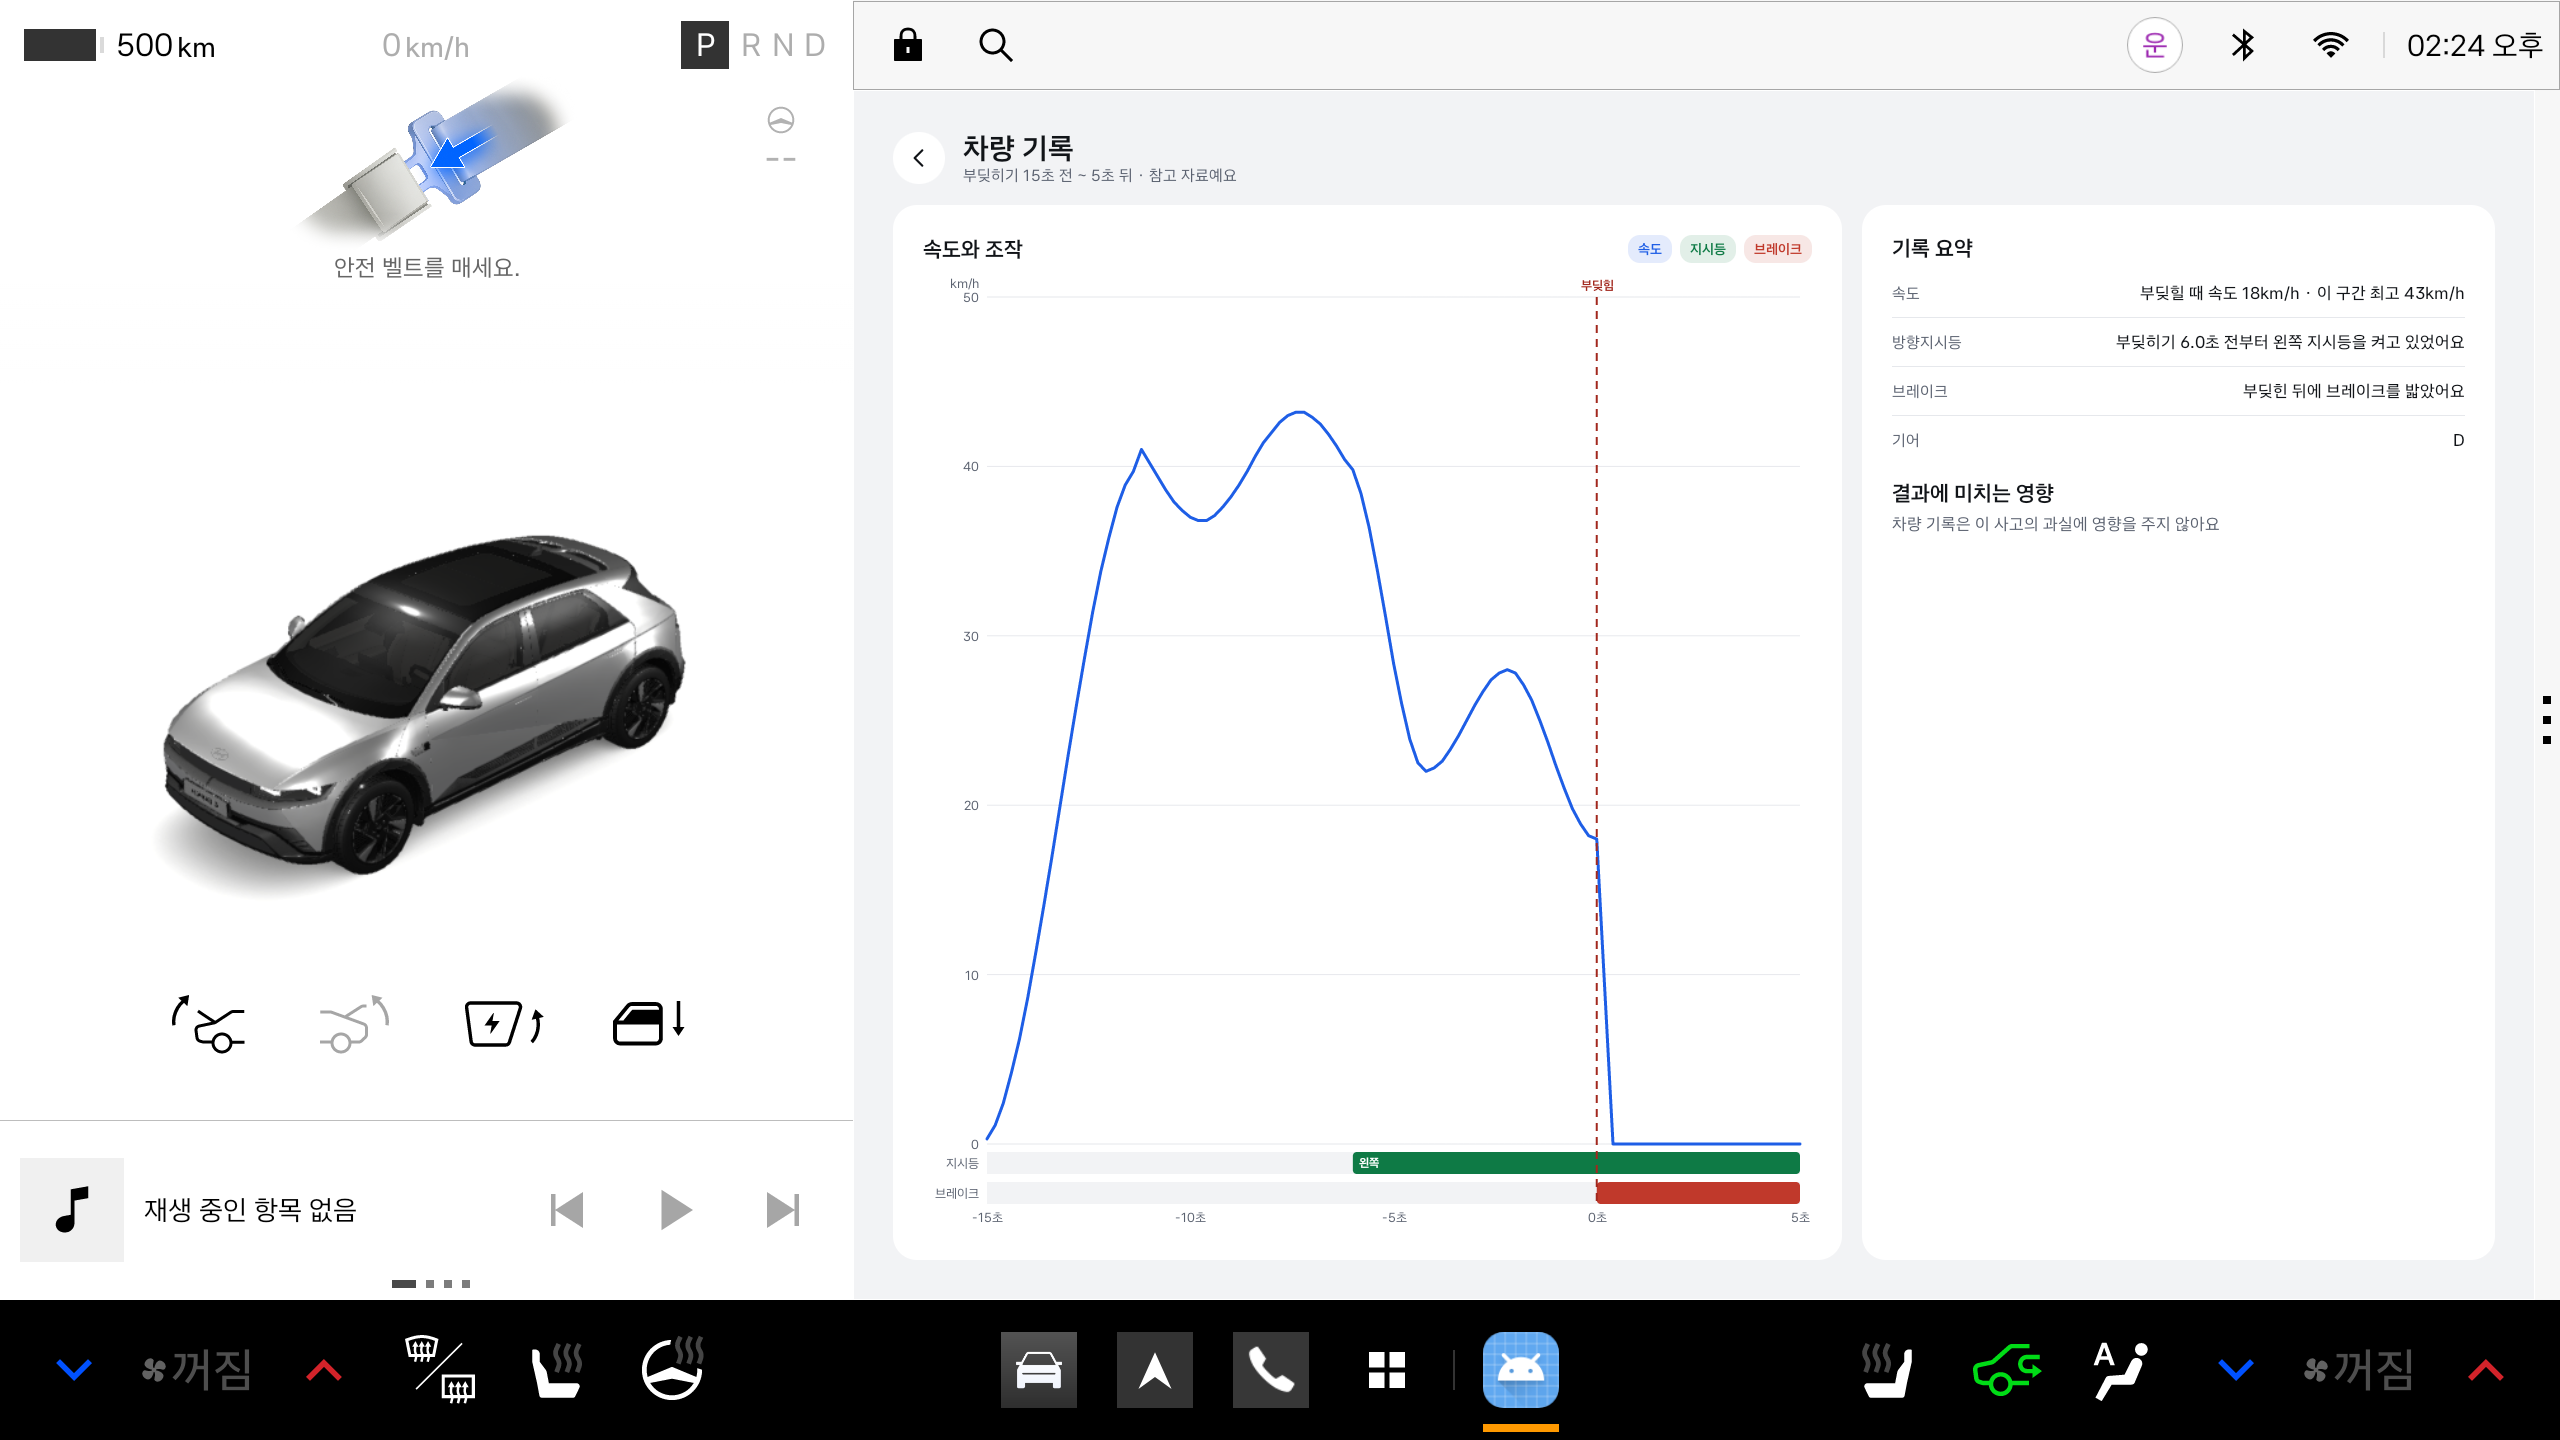 500 km
0 km/h
P R N D
안전 벨트를 매세요.
재생 중인 항목 없음
운
02:24 오후
차량 기록
부딪히기 15초 전 ~ 5초 뒤 · 참고 자료예요
속도와 조작
속도
지시등
브레이크
km/h
부딪힘
50
40
30
20
10
0
지시등
왼쪽
브레이크
-15초
-10초
-5초
0초
5초
기록 요약
속도
부딪힐 때 속도 18km/h · 이 구간 최고 43km/h
방향지시등
부딪히기 6.0초 전부터 왼쪽 지시등을 켜고 있었어요
브레이크
부딪힌 뒤에 브레이크를 밟았어요
기어
D
결과에 미치는 영향
차량 기록은 이 사고의 과실에 영향을 주지 않아요
꺼짐
A
꺼짐